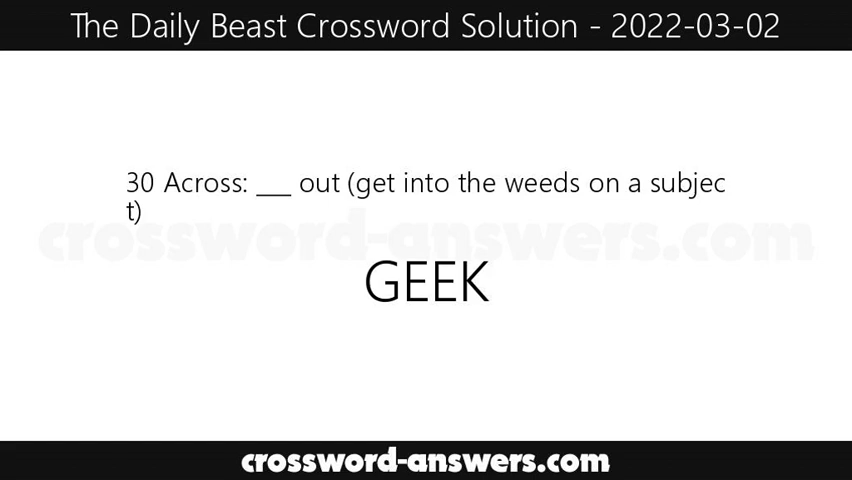 The Daily Beast Crossword Solution - 2022-03-02
30 Across: ___ out (get into the weeds on a subjec
t)
crossword-answers.com
GEEK
crossword-answers.com